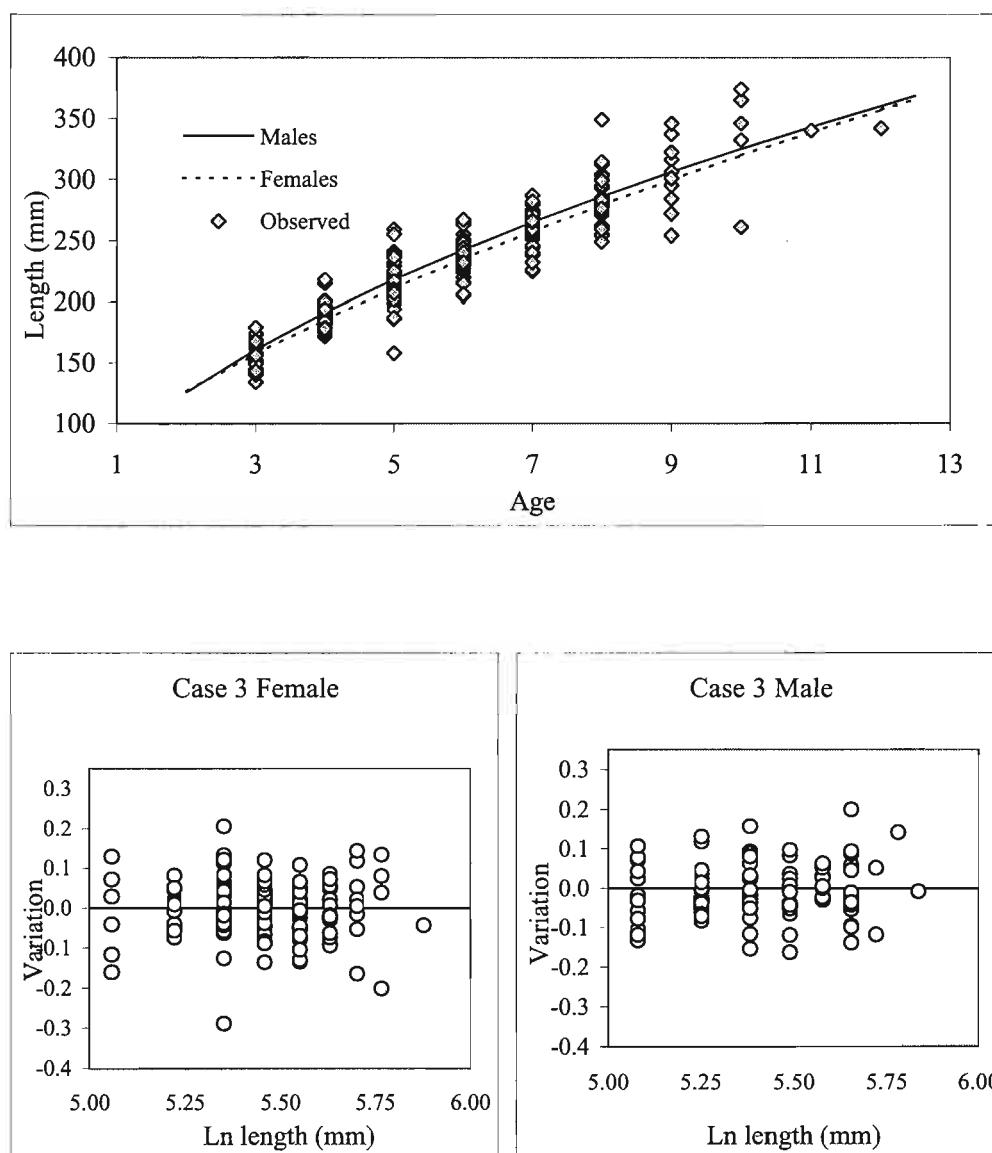 400
350
300
250
200
150
100
Length (mm)
Males
Females
Observed
1 3 5 7 9 11 13
Age
Case 3 Female
0.3
0.2
0.1
0.0
-0.1
-0.2
-0.3
-0.4
Variation
5.00 5.25 5.50 5.75 6.00
Ln length (mm)
Case 3 Male
0.3
0.2
0.1
0.0
-0.1
-0.2
-0.3
-0.4
Variation
5.00 5.25 5.50 5.75 6.00
Ln length (mm)